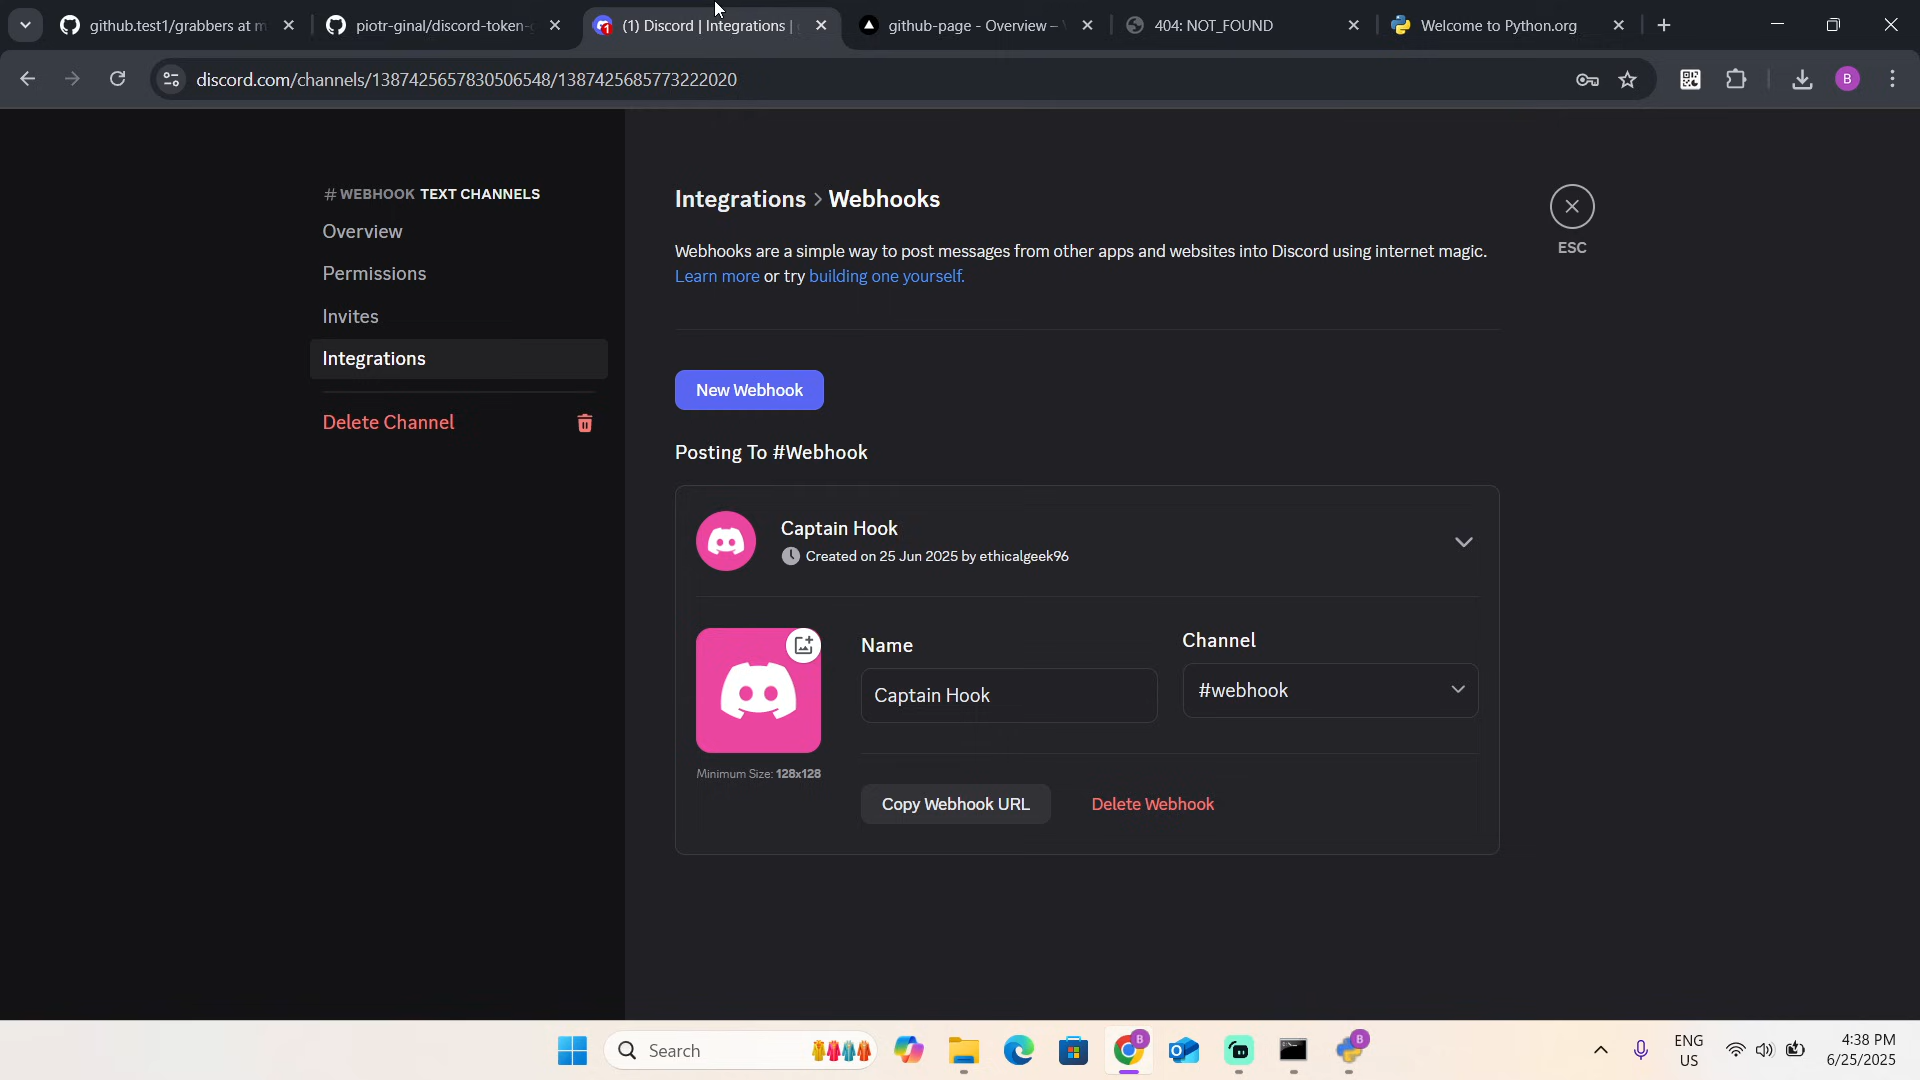 github.test1/grabbers at m
piotr-ginal/discord-token-
(1) Discord | Integrations |
github-page - Overview –
404: NOT_FOUND
Welcome to Python.org
discord.com/channels/1387425657830506548/1387425685773222020
B
# WEBHOOK TEXT CHANNELS
Overview
Permissions
Invites
Integrations
Delete Channel
Integrations > Webhooks
ESC
Webhooks are a simple way to post messages from other apps and websites into Discord using internet magic.
Learn more or try building one yourself.
New Webhook
Posting To #Webhook
Captain Hook
Created on 25 Jun 2025 by ethicalgeek96
Name
Channel
Captain Hook
#webhook
Minimum Size: 128x128
Copy Webhook URL
Delete Webhook
Search
B
B
ENG
US
4:38 PM
6/25/2025